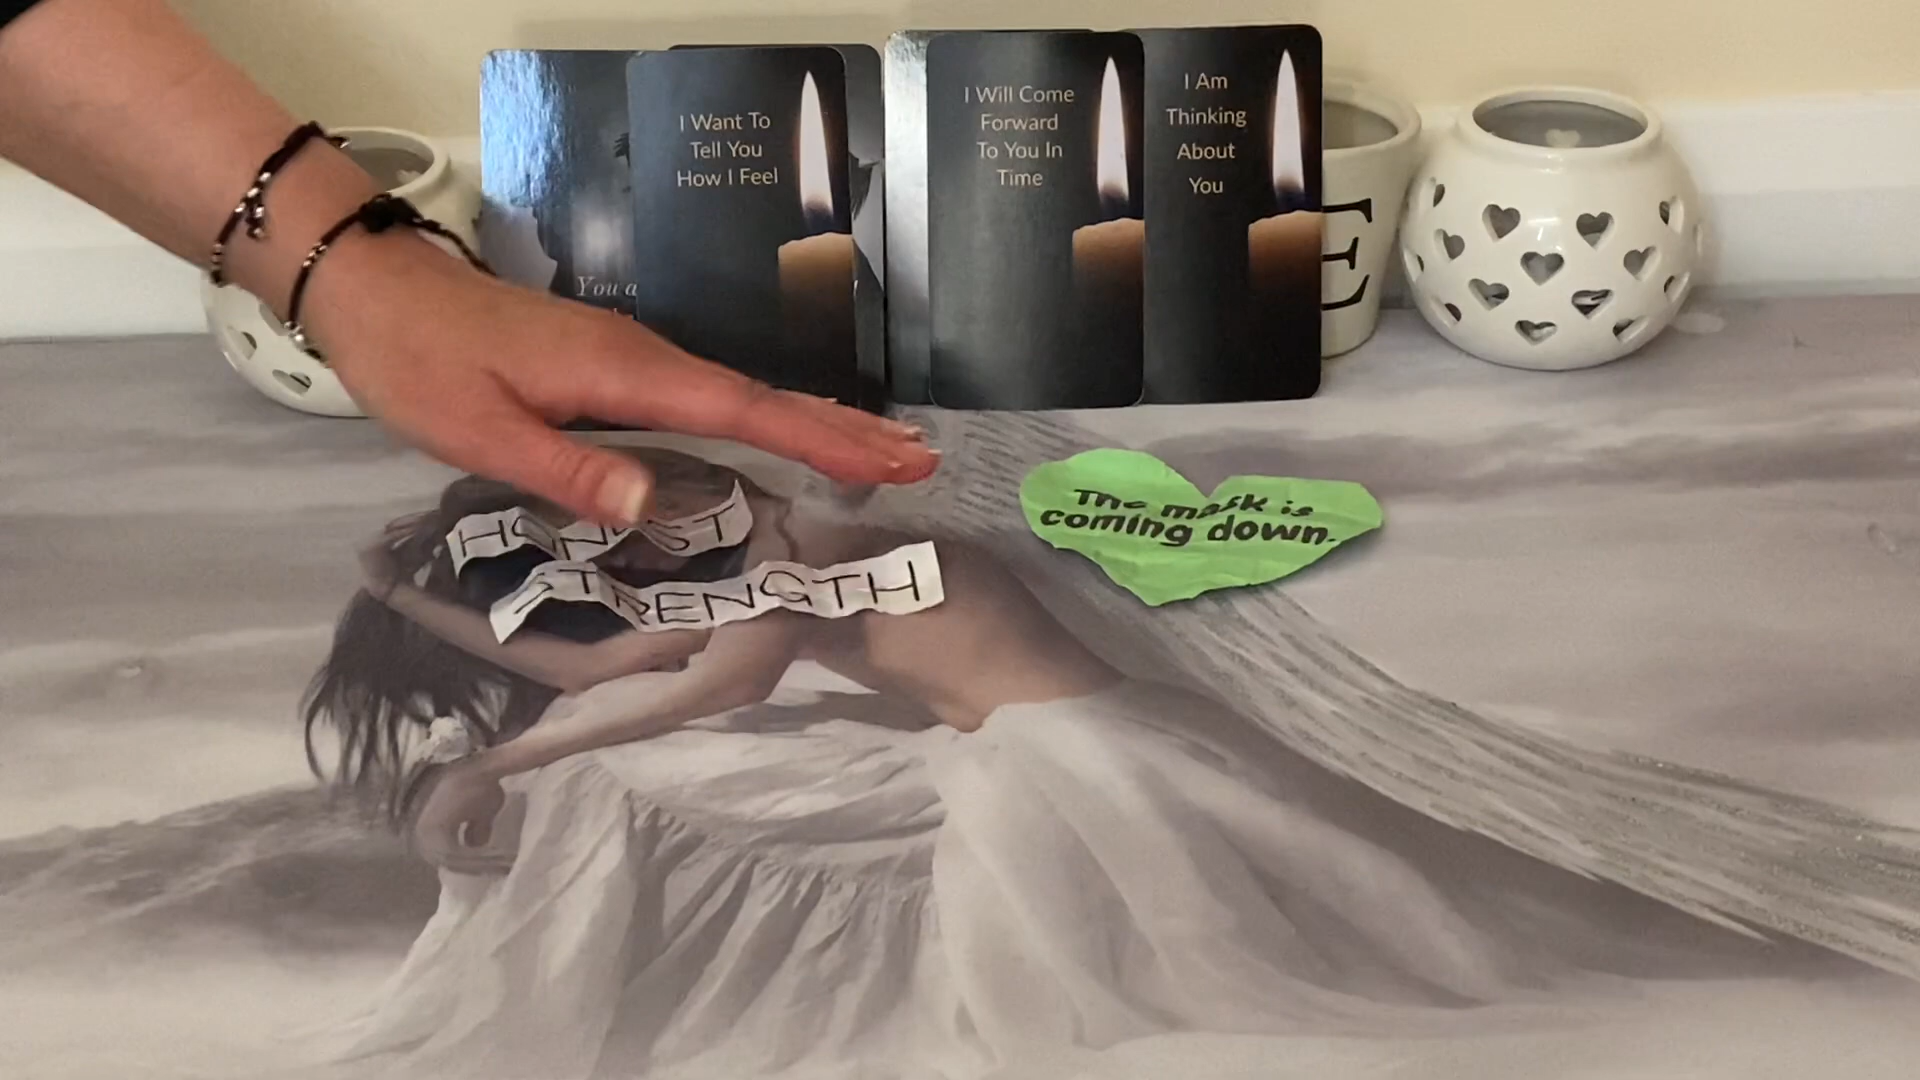 I Want To
Tell You
How I Feel
I Will Come
Forward
To You In
Time
I Am
Thinking
About
You
E
You a
HONEST
STRENGTH
The mask is
coming down.